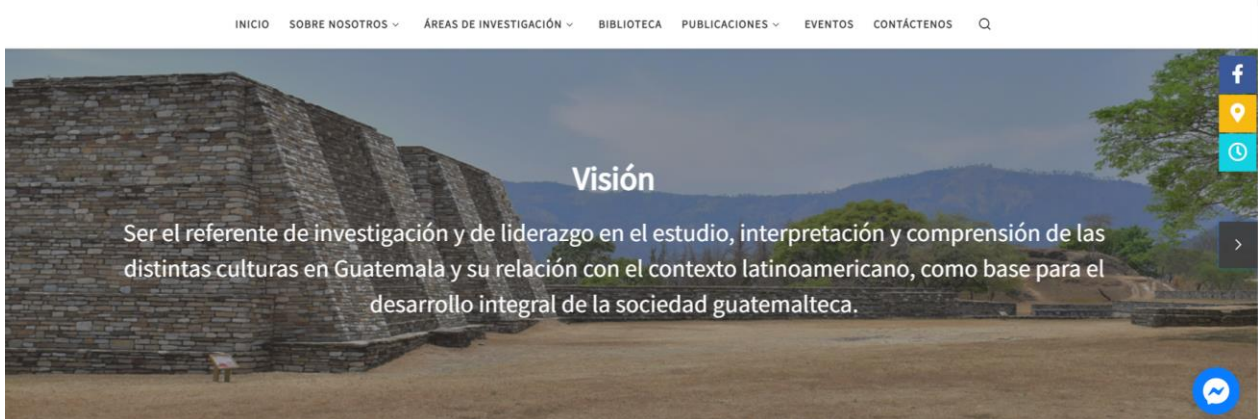 INICIO SOBRE NOSOTROS ÁREAS DE INVESTIGACIÓN BIBLIOTECA PUBLICACIONES EVENTOS CONTÁCTENOS
Visión
Ser el referente de investigación y de liderazgo en el estudio, interpretación y comprensión de las
distintas culturas en Guatemala y su relación con el contexto latinoamericano, como base para el
desarrollo integral de la sociedad guatemalteca.